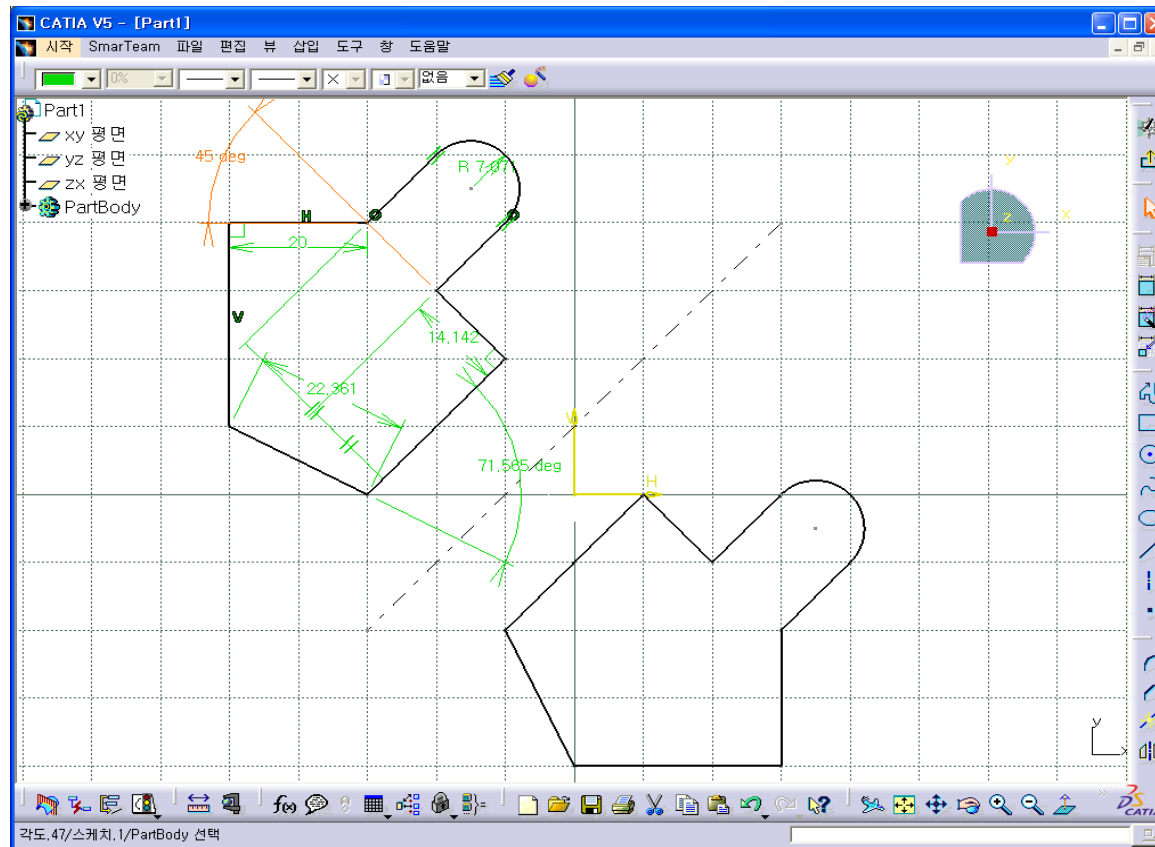 CATIA V5 - [Part1]
시작 SmarTeam 파일 편집 뷰 삽입 도구 창 도움말
0% 없음
Part1
xy 평면
yz 평면
zx 평면
PartBody
45 deg
R 7,07
H
20
V
14,142
22,361
71,565 deg
V
H
y
x
z
y
x
f(x)
CATIA
각도,47/스케치,1/PartBody 선택